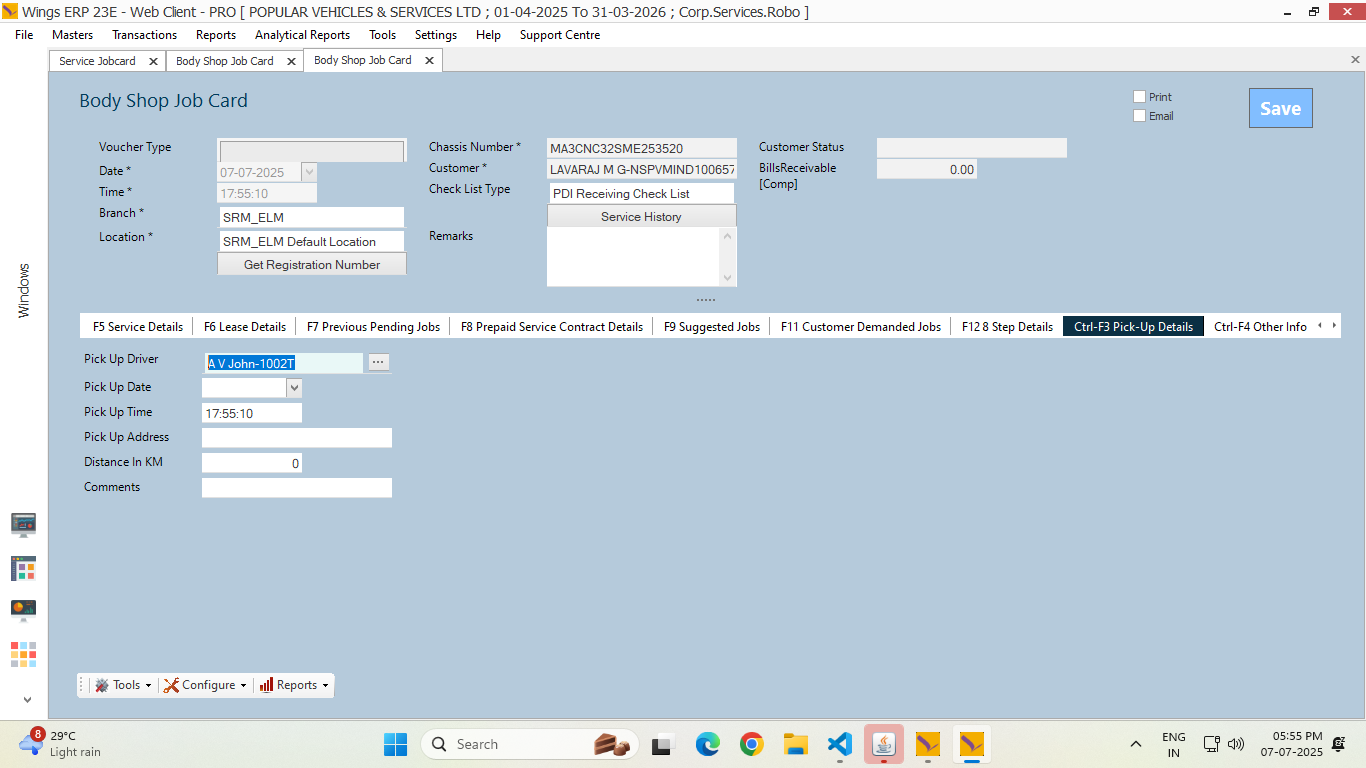 Wings ERP 23E - Web Client - PRO [ POPULAR VEHICLES & SERVICES LTD ; 01-04-2025 To 31-03-2026 ; Corp.Services.Robo ]
File Masters Transactions Reports Analytical Reports Tools Settings Help Support Centre
Service Jobcard Body Shop Job Card Body Shop Job Card
Body Shop Job Card
Print
Email
Save
Voucher Type
Date *
07-07-2025
Time *
17:55:10
Branch *
SRM_ELM
Location *
SRM_ELM Default Location
Get Registration Number
Chassis Number *
MA3CNC32SME253520
Customer *
LAVARAJ M G-NSPVMIND100657
Check List Type
PDI Receiving Check List
Service History
Remarks
Customer Status
BillsReceivable
[Comp]
0.00
Windows
F5 Service Details F6 Lease Details F7 Previous Pending Jobs F8 Prepaid Service Contract Details F9 Suggested Jobs F11 Customer Demanded Jobs F12 8 Step Details Ctrl-F3 Pick-Up Details Ctrl-F4 Other Info
Pick Up Driver
A V John-1002T
Pick Up Date
Pick Up Time
17:55:10
Pick Up Address
Distance In KM
0
Comments
Tools Configure Reports
8
29°C
Light rain
Search
ENG
IN
05:55 PM
07-07-2025